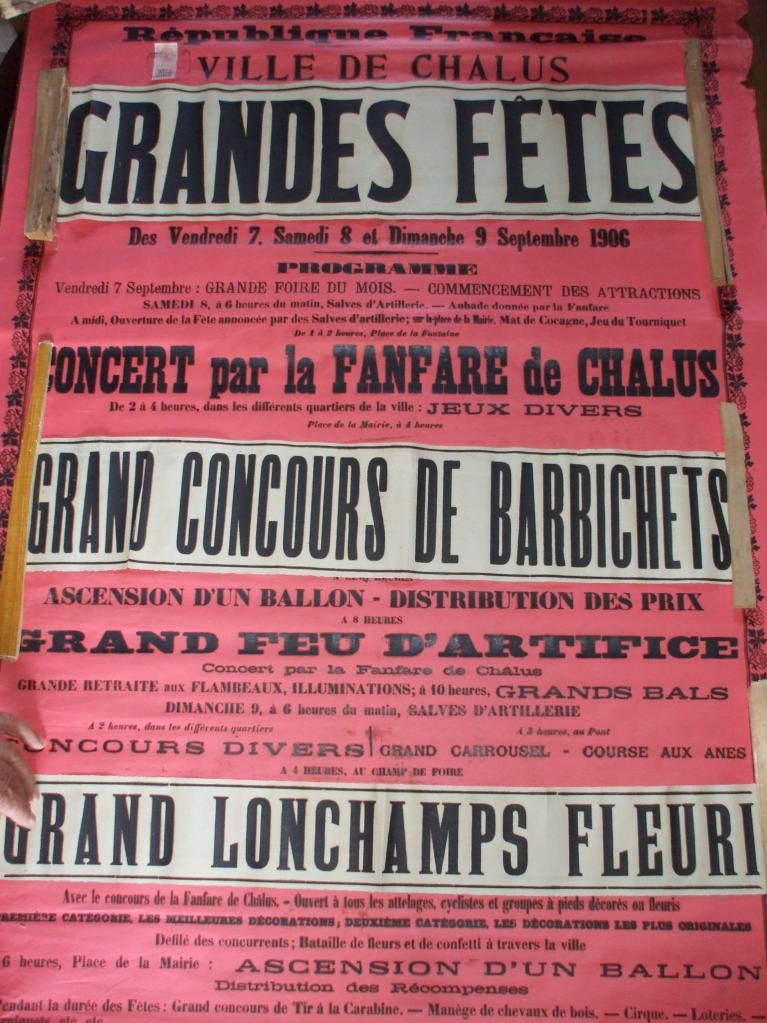 République Française
VILLE DE CHALUS
GRANDES FÊTES
Des Vendredi 7, Samedi 8 et Dimanche 9 Septembre 1906
PROGRAMME
Vendredi 7 Septembre : GRANDE FOIRE DU MOIS. — COMMENCEMENT DES ATTRACTIONS
SAMEDI 8, à 6 heures du matin, Salves d'Artillerie. — Aubade donnée par la Fanfare
A midi, Ouverture de la Fête annoncée par des Salves d'artillerie; sur la place de la Mairie. Mât de Cocagne, Jeu du Tourniquet
De 1 à 2 heures, Place de la Fontaine
CONCERT par la FANFARE de CHALUS
De 2 à 4 heures, dans les différents quartiers de la ville : JEUX DIVERS
Place de la Mairie, à 4 heures
GRAND CONCOURS DE BARBICHETS
ASCENSION D'UN BALLON - DISTRIBUTION DES PRIX
A 8 HEURES
GRAND FEU D'ARTIFICE
Concert par la Fanfare de Châlus
GRANDE RETRAITE aux FLAMBEAUX, ILLUMINATIONS; à 10 heures, GRANDS BALS
DIMANCHE 9, à 6 heures du matin, SALVES D'ARTILLERIE
A 2 heures, dans les différents quartiers
CONCOURS DIVERS
A 3 heures, au Pont
GRAND CARROUSEL - COURSE AUX ANES
A 4 HEURES, AU CHAMP DE FOIRE
GRAND LONCHAMPS FLEURI
Avec le concours de la Fanfare de Châlus. - Ouvert à tous les attelages, cyclistes et groupes à pieds décorés ou fleuris
PREMIÈRE CATÉGORIE, LES MEILLEURES DÉCORATIONS; DEUXIÈME CATÉGORIE, LES DÉCORATIONS LES PLUS ORIGINALES
Défilé des concurrents; Bataille de fleurs et de confetti à travers la ville
6 heures, Place de la Mairie : ASCENSION D'UN BALLON
Distribution des Récompenses
Pendant la durée des Fêtes : Grand concours de Tir à la Carabine. — Manège de chevaux de bois. — Cirque. — Loteries. —